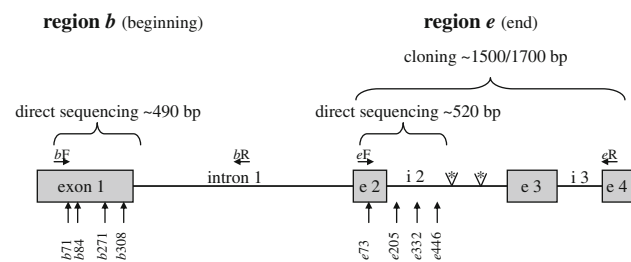 region b (beginning)
region e (end)
cloning ~1500/1700 bp
direct sequencing ~490 bp
direct sequencing ~520 bp
bF
bR
eF
eR
exon 1
intron 1
e 2
i 2
*
*
e 3
i 3
e 4
b71
b84
b271
b308
e73
e205
e332
e446